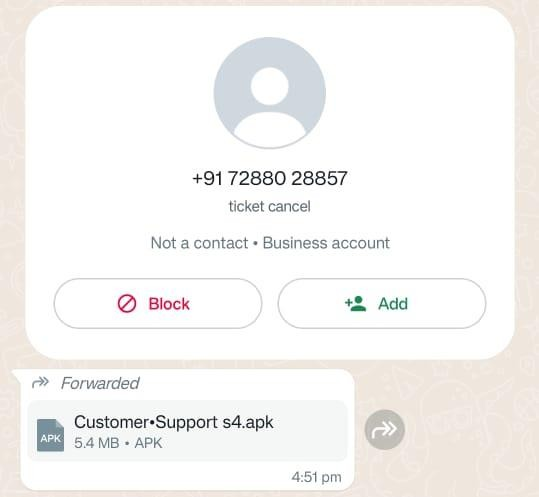 +91 72880 28857
ticket cancel
Not a contact • Business account
Block
Add
Forwarded
Customer•Support s4.apk
APK
5.4 MB • APK
4:51 pm